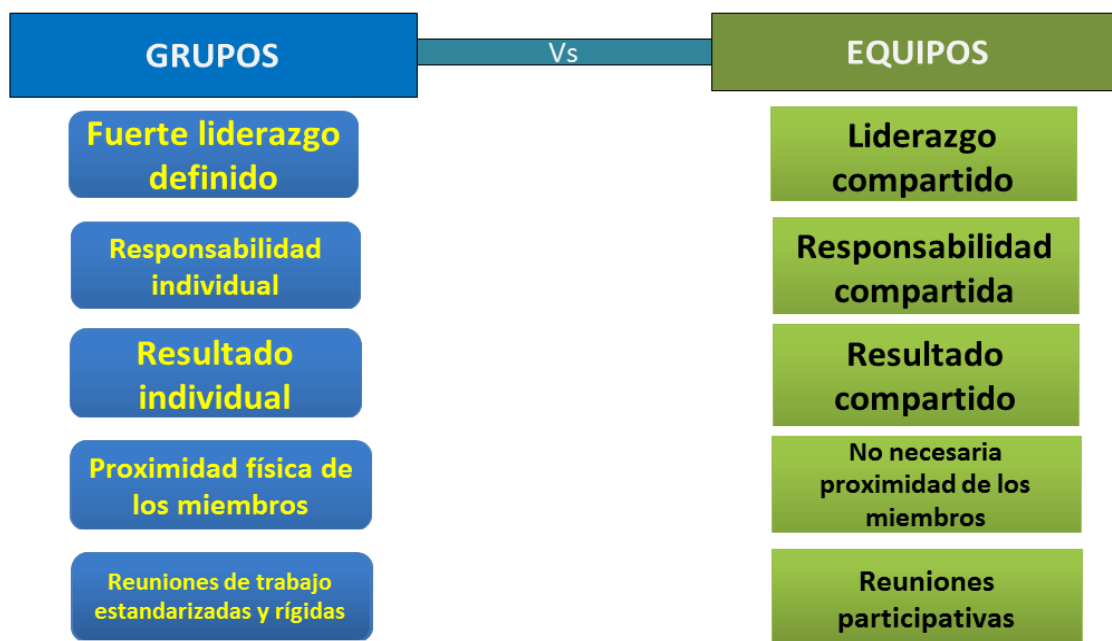 GRUPOS
Vs
EQUIPOS
Fuerte liderazgo
definido
Liderazgo
compartido
Responsabilidad
individual
Responsabilidad
compartida
Resultado
individual
Resultado
compartido
Proximidad física de
los miembros
No necesaria
proximidad de los
miembros
Reuniones de trabajo
estandarizadas y rígidas
Reuniones
participativas